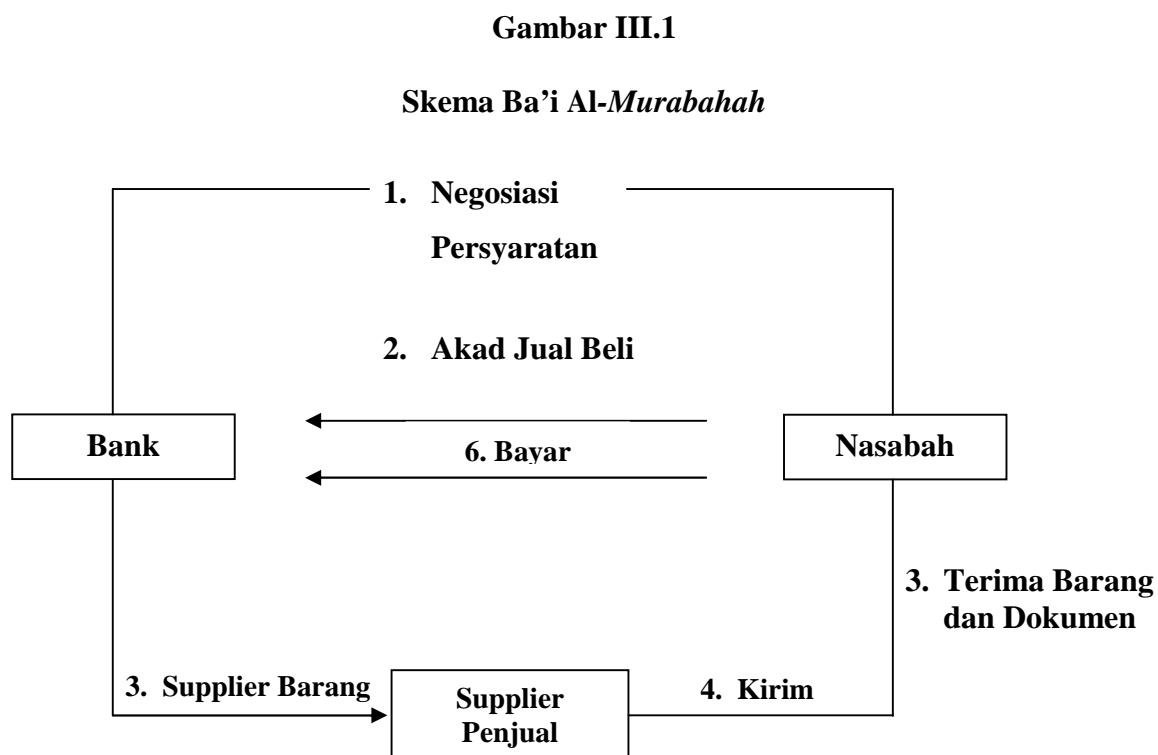 Gambar III.1
Skema Ba’i Al-Murabahah
1. Negosiasi
Persyaratan
2. Akad Jual Beli
Bank
6. Bayar
Nasabah
3. Terima Barang
dan Dokumen
3. Supplier Barang
Supplier
Penjual
4. Kirim